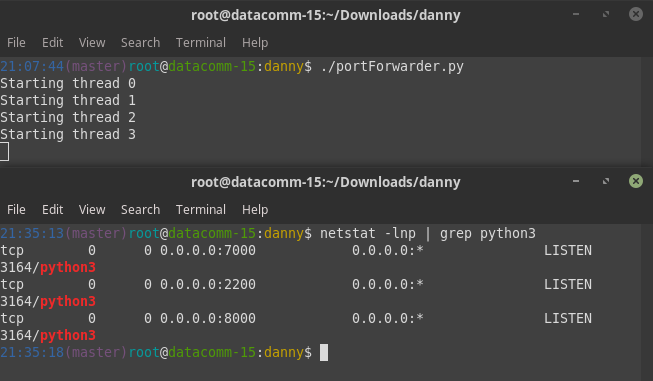 root@datacomm-15:~/Downloads/danny
File Edit View Search Terminal Help
21:07:44(master)root@datacomm-15:danny$ ./portForwarder.py
Starting thread 0
Starting thread 1
Starting thread 2
Starting thread 3
root@datacomm-15:~/Downloads/danny
File Edit View Search Terminal Help
21:35:13(master)root@datacomm-15:danny$ netstat -lnp | grep python3
tcp        0      0 0.0.0.0:7000            0.0.0.0:*               LISTEN
3164/python3
tcp        0      0 0.0.0.0:2200            0.0.0.0:*               LISTEN
3164/python3
tcp        0      0 0.0.0.0:8000            0.0.0.0:*               LISTEN
3164/python3
21:35:18(master)root@datacomm-15:danny$